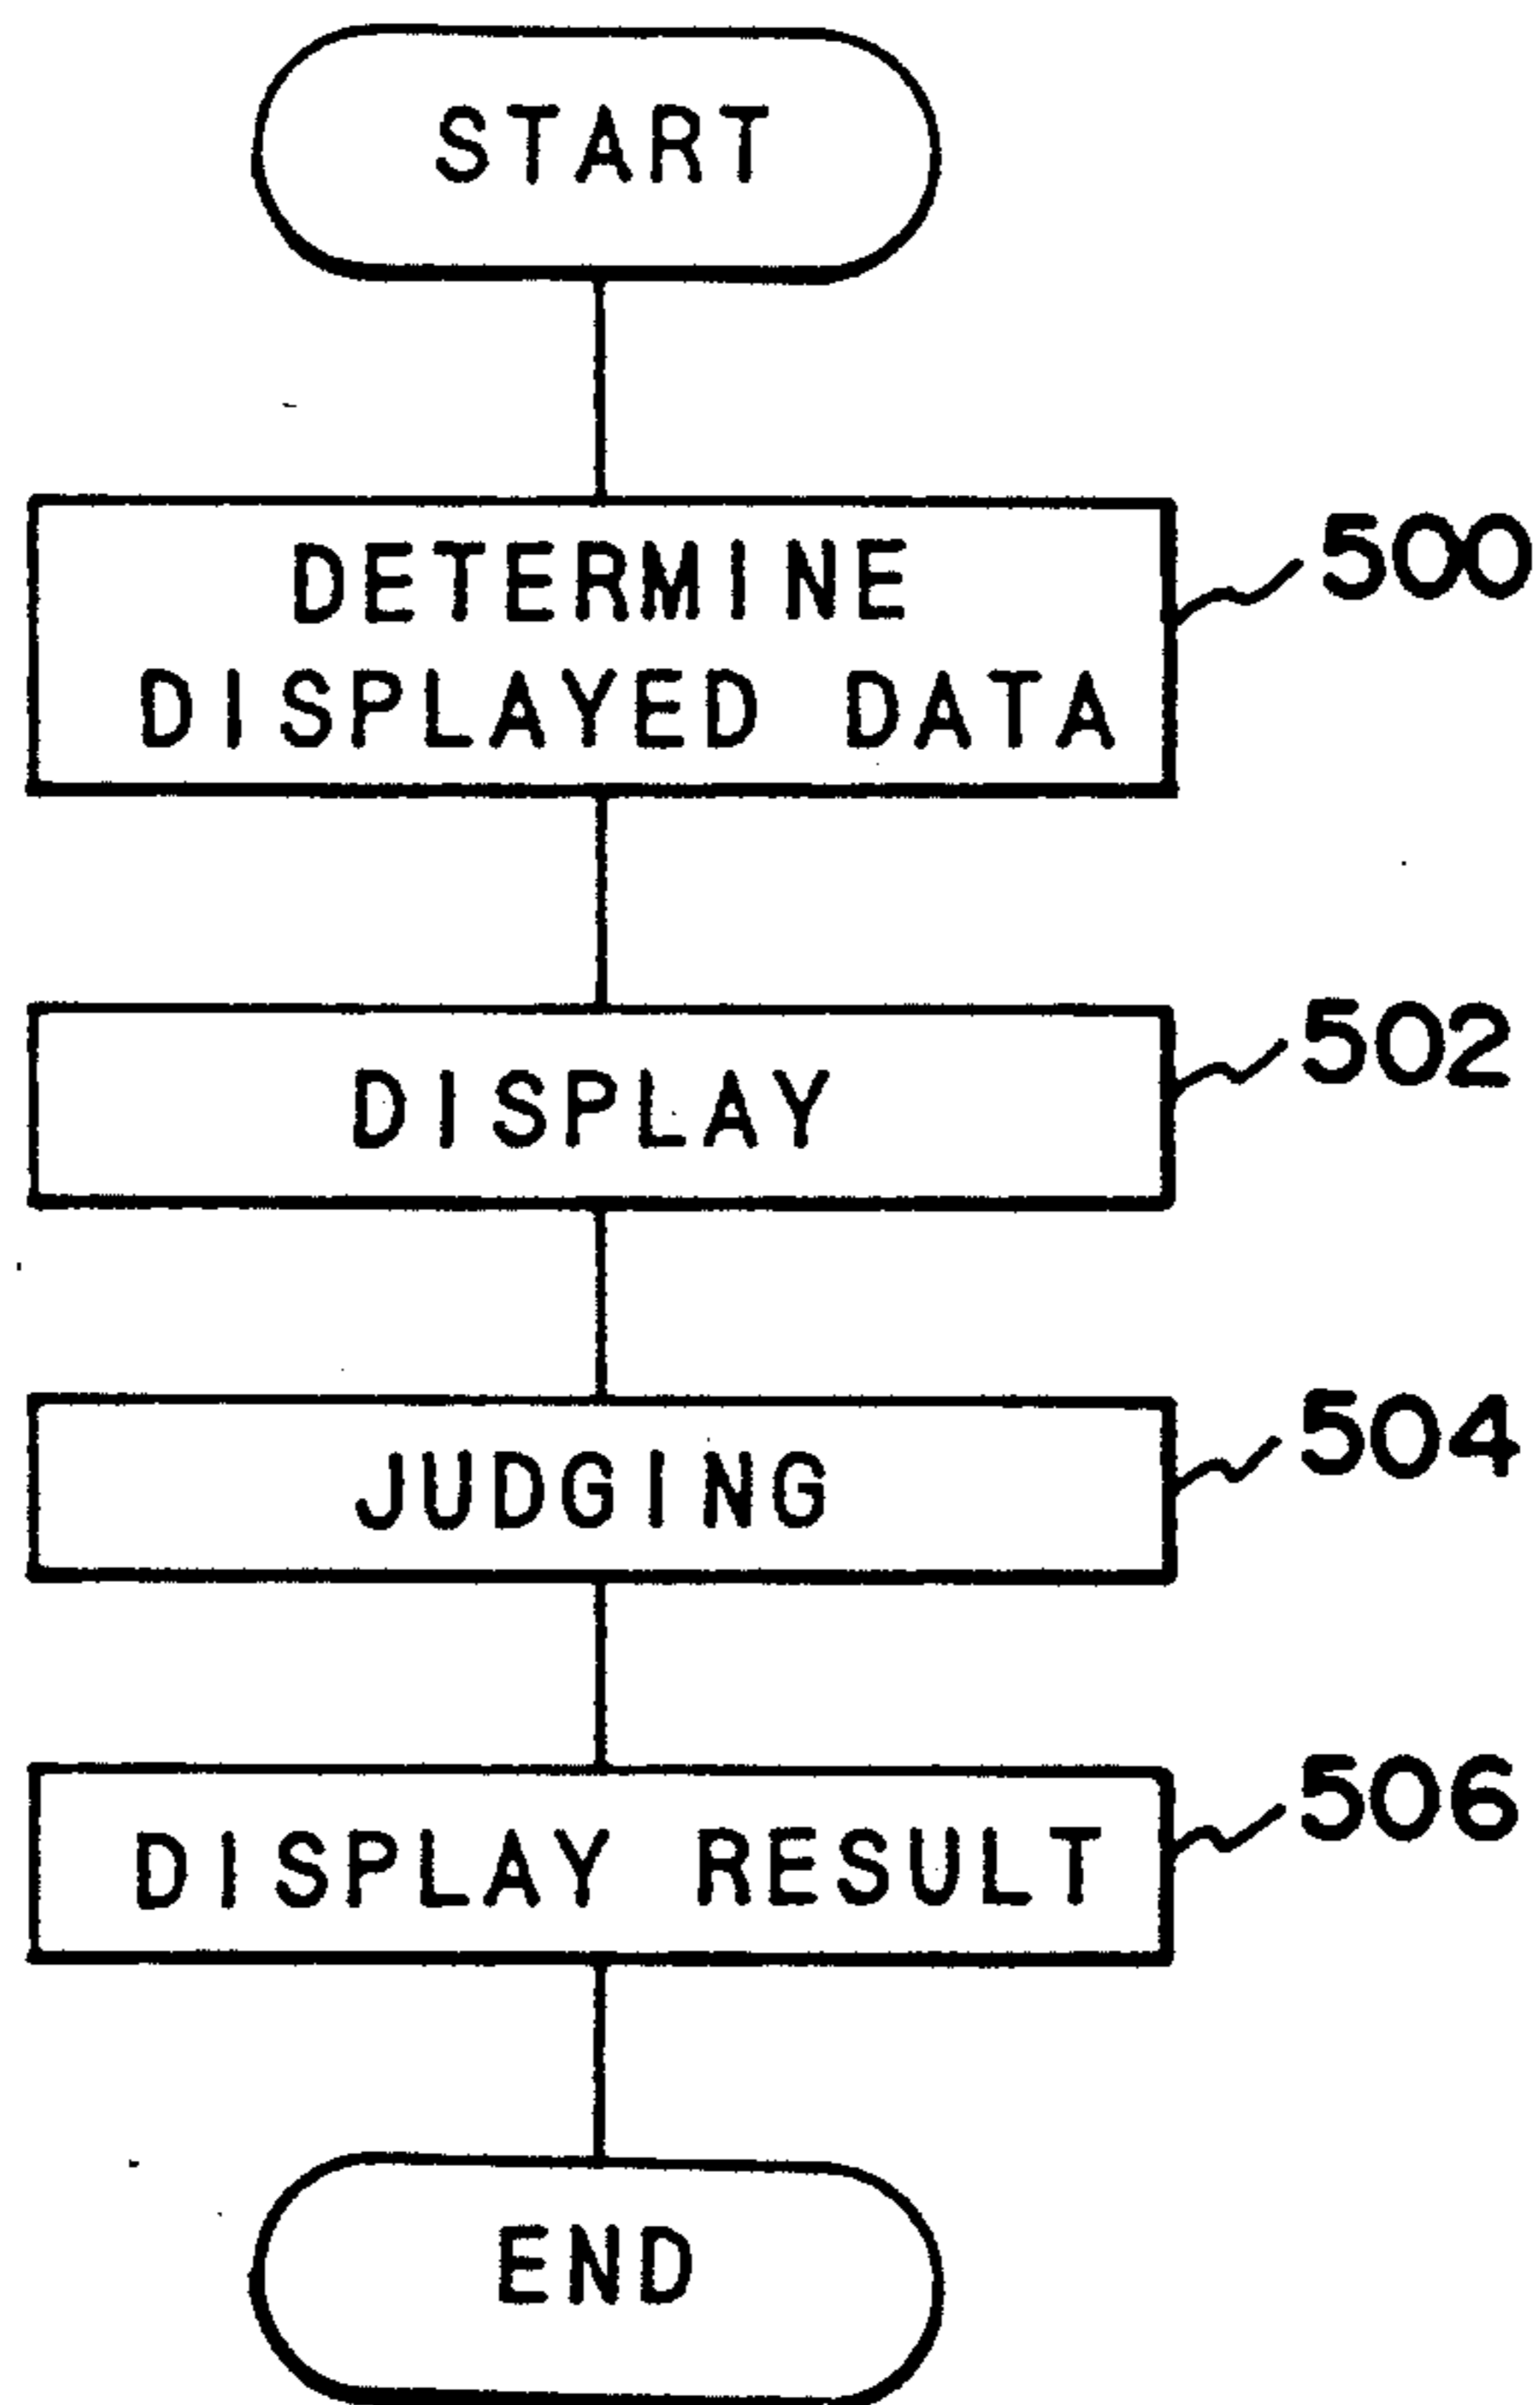 START
DETERMINE
DISPLAYED DATA
500
DISPLAY
502
JUDGING
504
DISPLAY RESULT
506
END